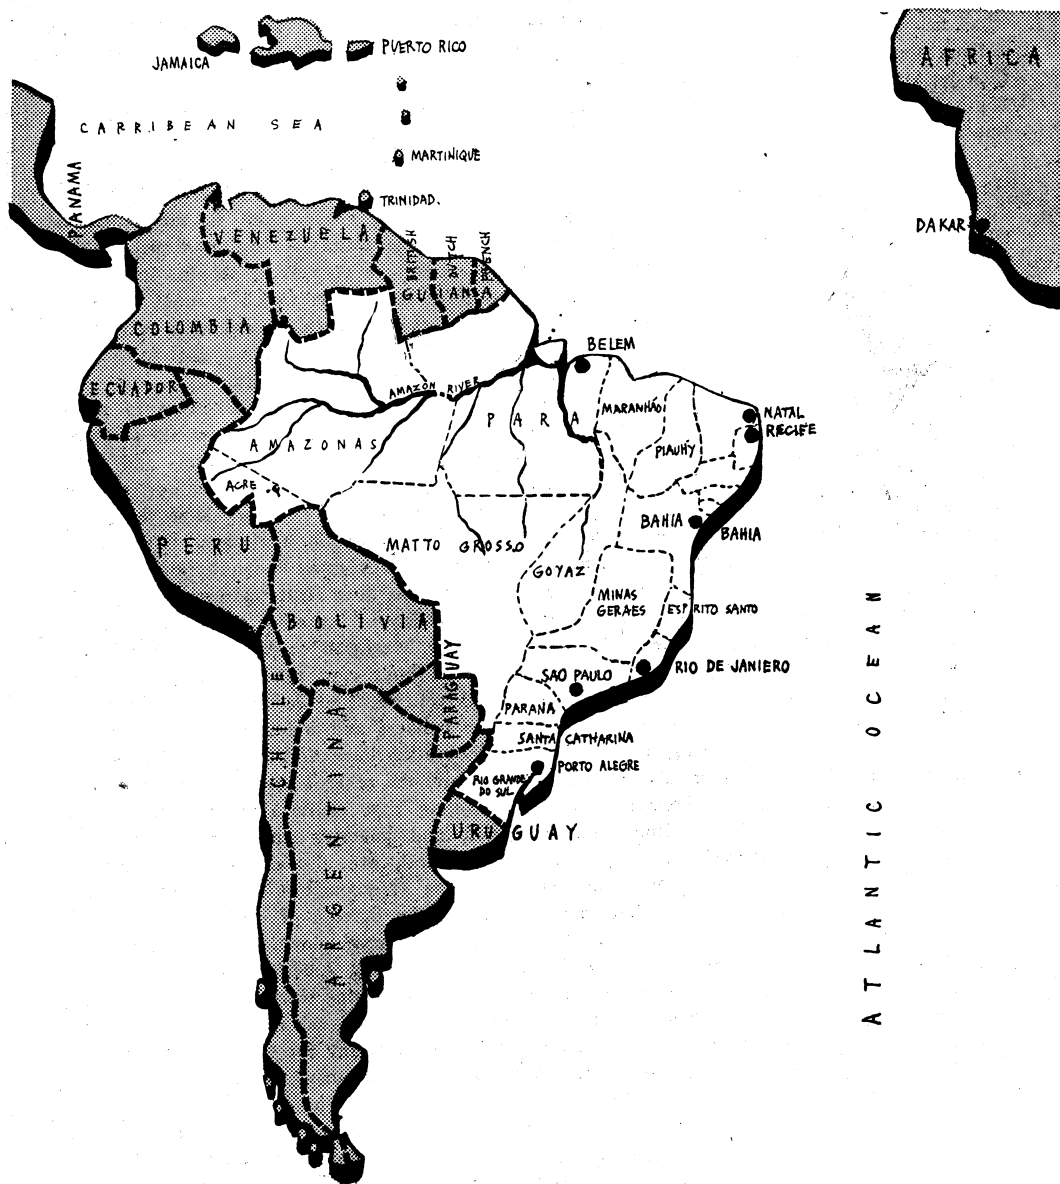 PUERTO RICO
JAMAICA
AFRICA
CARRIBEAN SEA
MARTINIQUE
PANAMA
TRINIDAD.
DAKAR
VENEZUELA
BRITISH
DUTCH
FRENCH
GUIANA
COLOMBIA
BELEM
ECUADOR
AMAZON RIVER
MARANHÃO
NATAL
RECIFE
PARA
AMAZONAS
PIAUHY
ACRE
BAHIA
BAHIA
PERU
MATTO GROSSO
GOYAZ
MINAS
GERAES
ESPIRITO SANTO
BOLIVIA
PARAGUAY
RIO DE JANIERO
SAO PAULO
CHILE
PARANA
SANTA CATHARINA
PORTO ALEGRE
RIO GRANDE
DO SUL
URUGUAY
ARGENTINA
ATLANTIC OCEAN